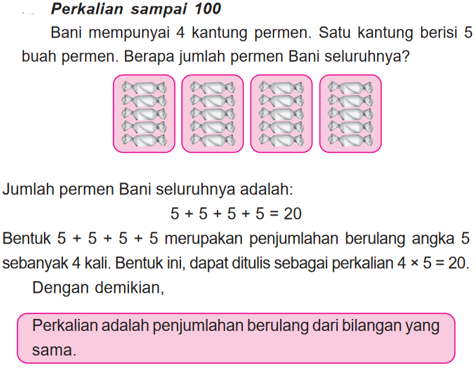 Perkalian sampai 100
Bani mempunyai 4 kantung permen. Satu kantung berisi 5
buah permen. Berapa jumlah permen Bani seluruhnya?
Jumlah permen Bani seluruhnya adalah:
5 + 5 + 5 + 5 = 20
Bentuk 5 + 5 + 5 + 5 merupakan penjumlahan berulang angka 5
sebanyak 4 kali. Bentuk ini, dapat ditulis sebagai perkalian 4 × 5 = 20.
Dengan demikian,
Perkalian adalah penjumlahan berulang dari bilangan yang
sama.